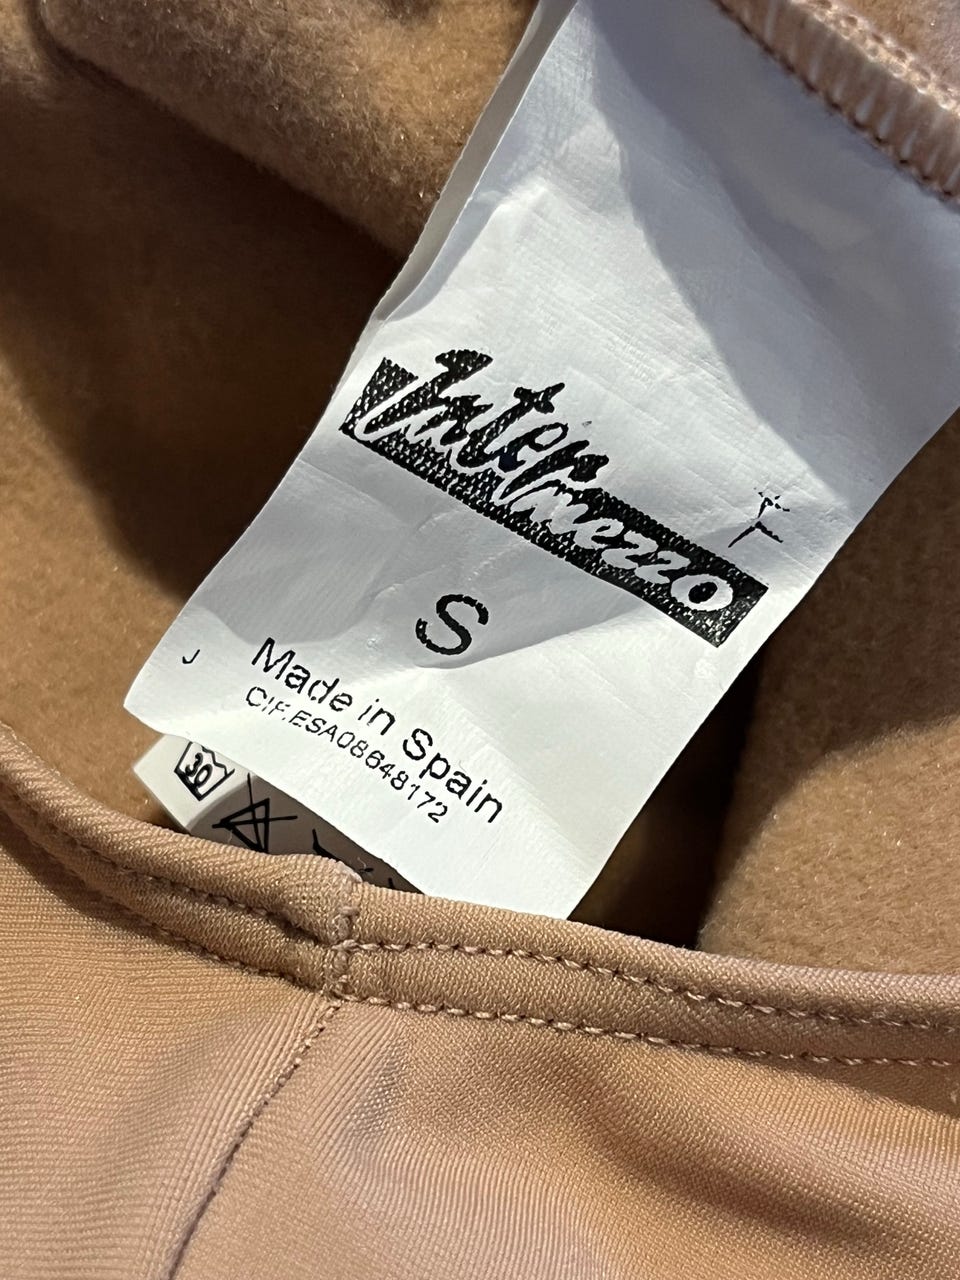 Intermezzo
S
Made in Spain
CIF.ESA08648172
J
30